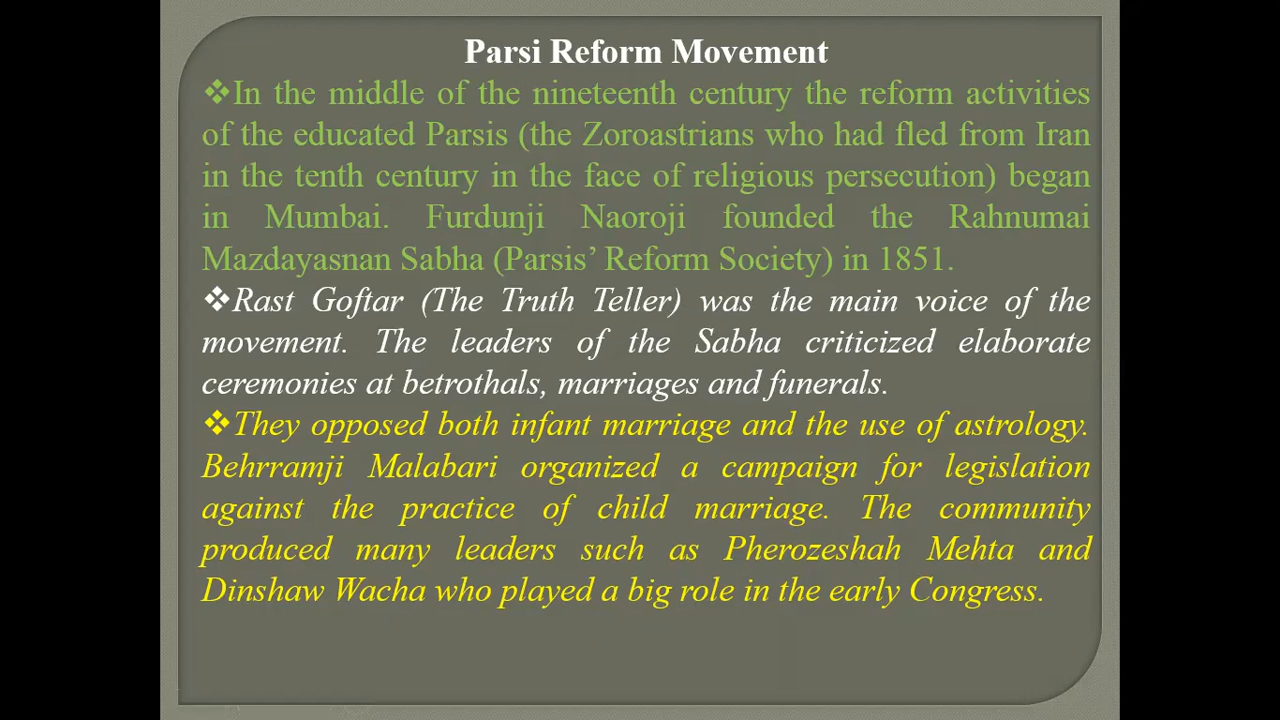 Parsi Reform Movement
❖In the middle of the nineteenth century the reform activities
of the educated Parsis (the Zoroastrians who had fled from Iran
in the tenth century in the face of religious persecution) began
in Mumbai. Furdunji Naoroji founded the Rahnumai
Mazdayasnan Sabha (Parsis’ Reform Society) in 1851.
❖Rast Goftar (The Truth Teller) was the main voice of the
movement. The leaders of the Sabha criticized elaborate
ceremonies at betrothals, marriages and funerals.
❖They opposed both infant marriage and the use of astrology.
Behrramji Malabari organized a campaign for legislation
against the practice of child marriage. The community
produced many leaders such as Pherozeshah Mehta and
Dinshaw Wacha who played a big role in the early Congress.